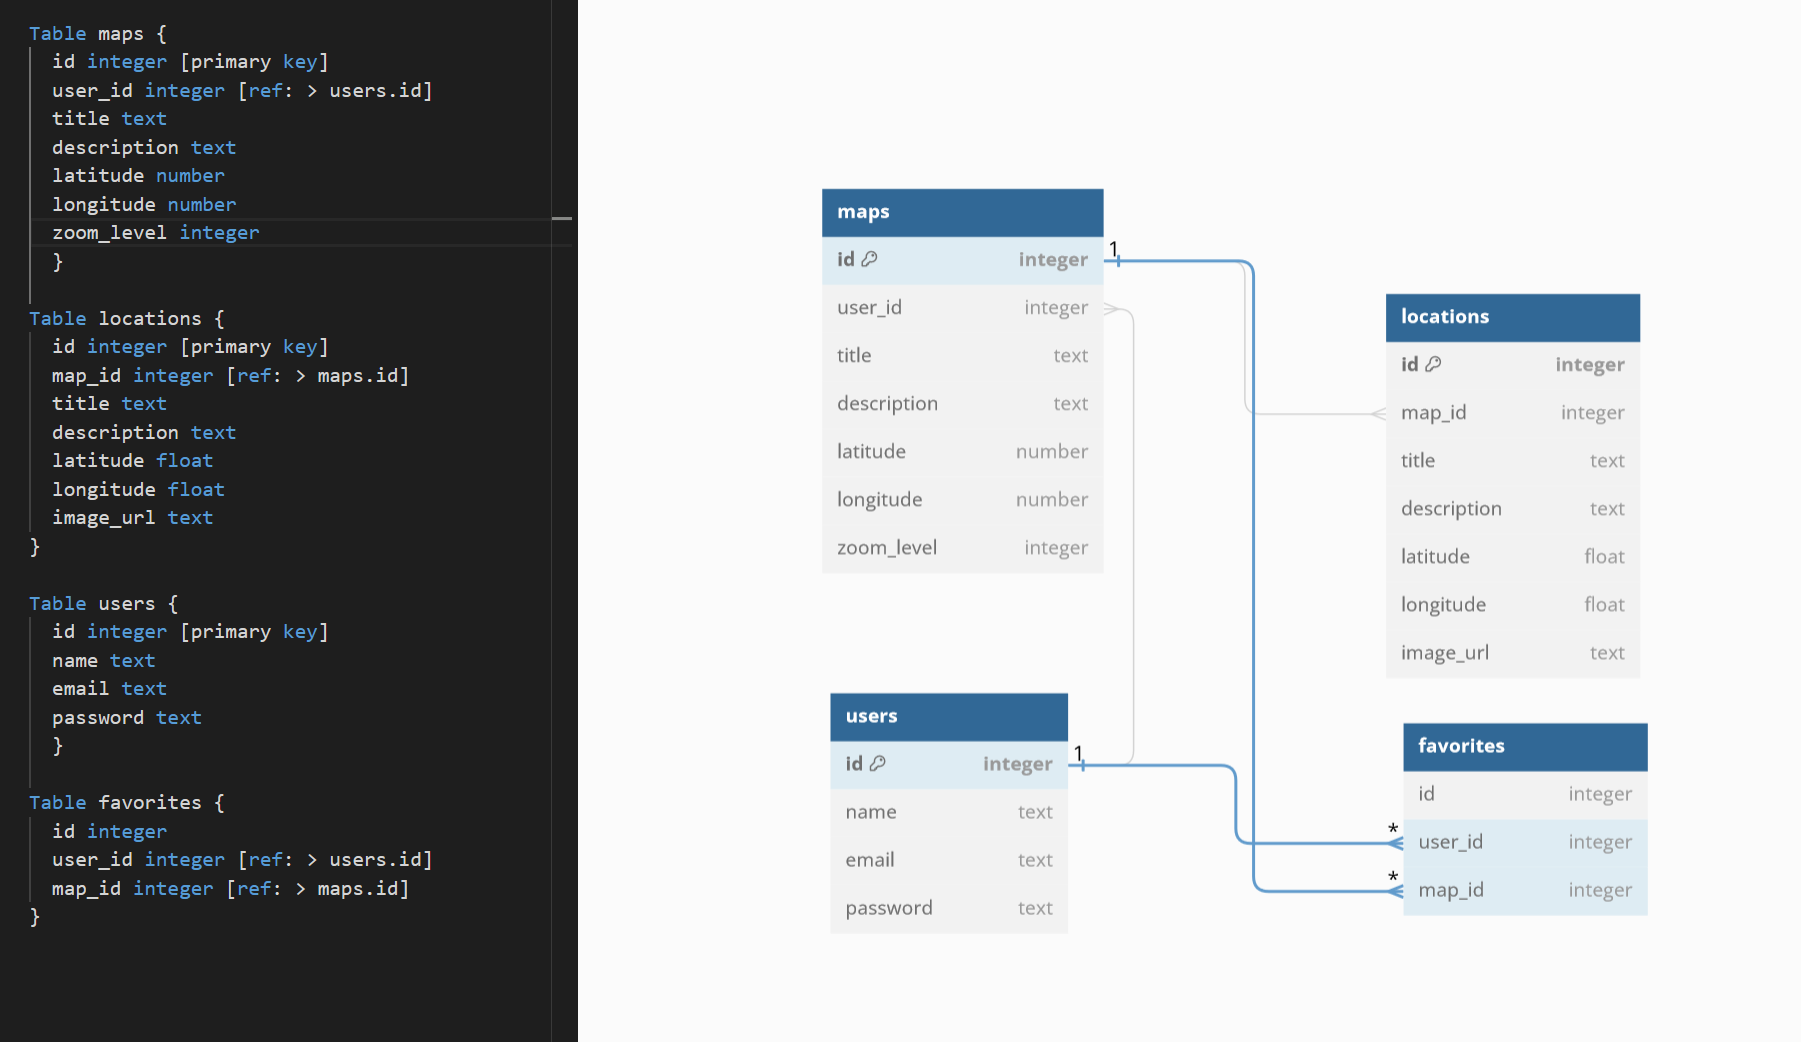 Table maps {
id integer [primary key]
user_id integer [ref: > users.id]
title text
description text
latitude number
longitude number
zoom_level integer
}
Table locations {
id integer [primary key]
map_id integer [ref: > maps.id]
title text
description text
latitude float
longitude float
image_url text
}
Table users {
id integer [primary key]
name text
email text
password text
}
Table favorites {
id integer
user_id integer [ref: > users.id]
map_id integer [ref: > maps.id]
}
maps
id integer
1
user_id integer
title text
description text
latitude number
longitude number
zoom_level integer
locations
id integer
map_id integer
title text
description text
latitude float
longitude float
image_url text
users
id integer
1
name text
email text
password text
favorites
id integer
* user_id integer
* map_id integer